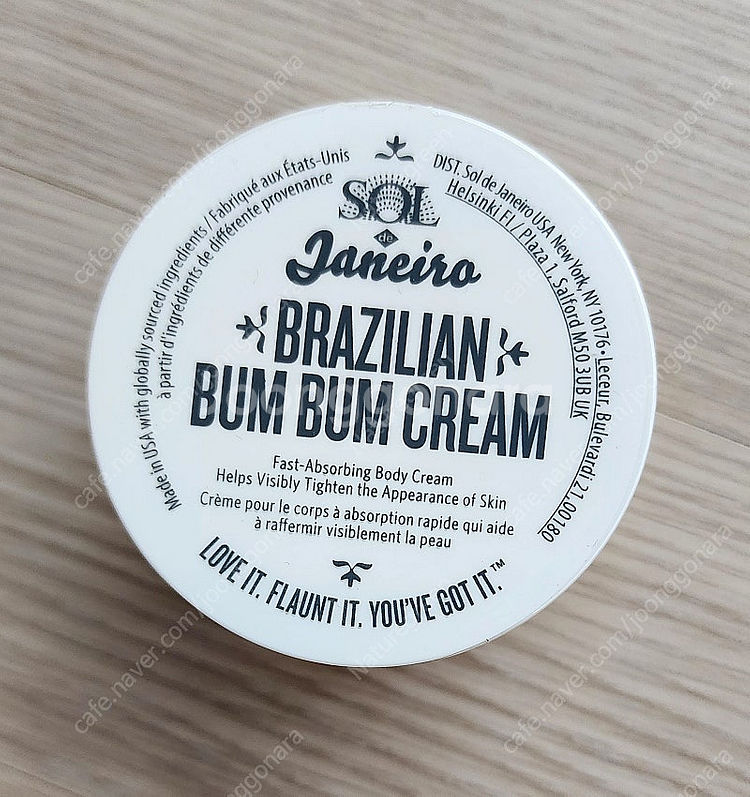 SOL
de
Janeiro
BRAZILIAN
BUM BUM CREAM
Fast-Absorbing Body Cream
Helps Visibly Tighten the Appearance of Skin
Crème pour le corps à absorption rapide qui aide
à raffermir visiblement la peau
LOVE IT. FLAUNT IT. YOU'VE GOT IT.™
Made in USA with globally sourced ingredients / Fabriqué aux États-Unis
à partir d'ingrédients de différente provenance
DIST. Sol de Janeiro USA New York, NY 10176 • Leceur, Bulevardi 21, 00180
Helsinki FI / Plaza 1, Salford M50 3UB UK
cafe.naver.com/joonggonara
joonggonara